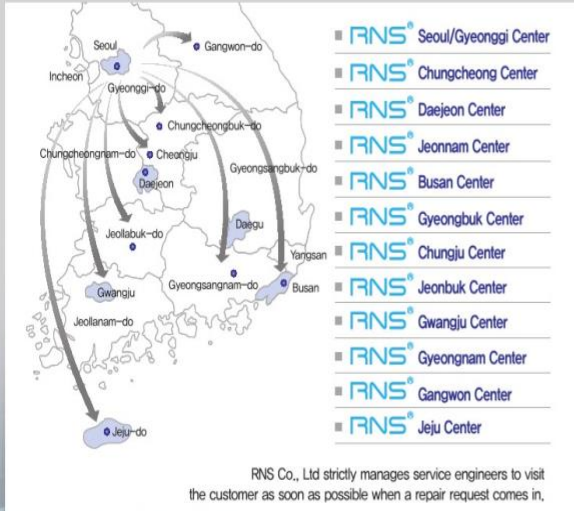 Seoul
Gangwon-do
Incheon
Gyeonggi-do
Chungcheongbuk-do
Chungcheongnam-do
Cheongju
Gyeongsangbuk-do
Daejeon
Daegu
Jeollabuk-do
Yangsan
Gyeongsangnam-do
Busan
Gwangju
Jeollanam-do
Jeju-do
RNS® Seoul/Gyeonggi Center
RNS® Chungcheong Center
RNS® Daejeon Center
RNS® Jeonnam Center
RNS® Busan Center
RNS® Gyeongbuk Center
RNS® Chungju Center
RNS® Jeonbuk Center
RNS® Gwangju Center
RNS® Gyeongnam Center
RNS® Gangwon Center
RNS® Jeju Center
RNS Co., Ltd strictly manages service engineers to visit
the customer as soon as possible when a repair request comes in,